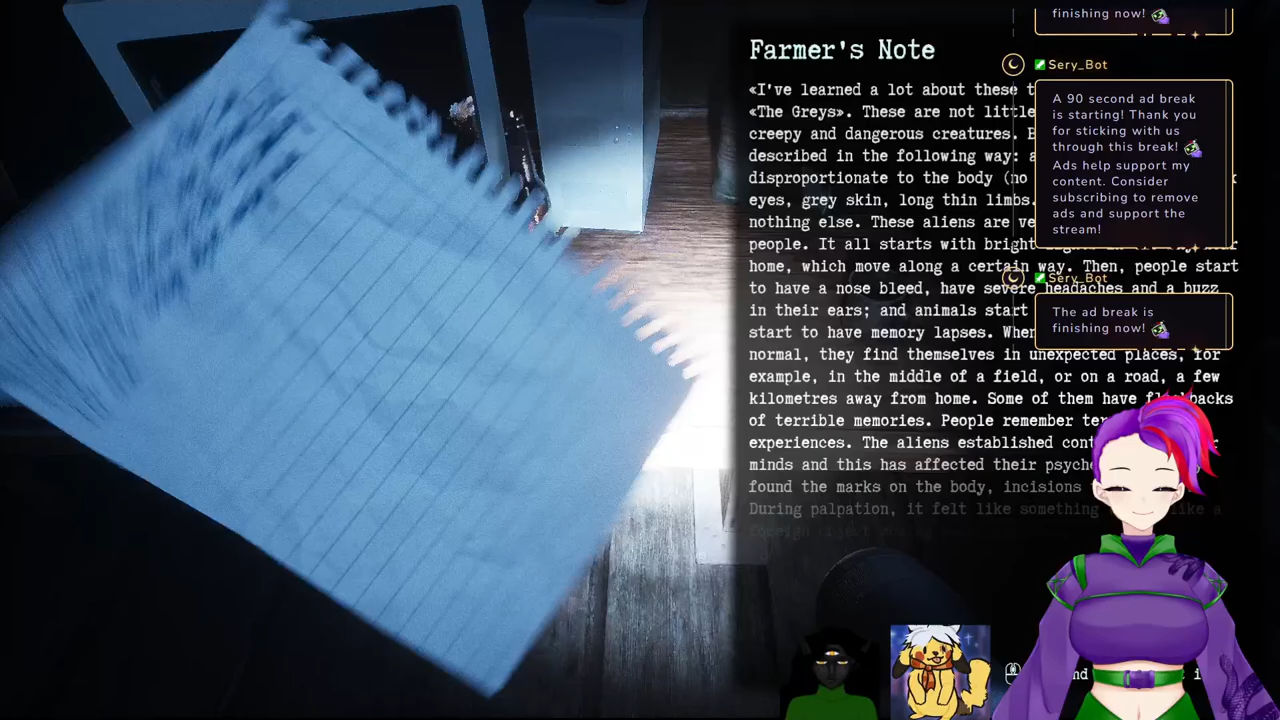 Farmer's Note
«I've learned a lot about these t
«The Greys». These are not little
creepy and dangerous creatures. B
described in the following way: a
disproportionate to the body (no
eyes, grey skin, long thin limbs.
nothing else. These aliens are ve
people. It all starts with bright
home, which move along a certain way. Then, people start
to have a nose bleed, have severe headaches and a buzz
in their ears; and animals start
start to have memory lapses. Whe
normal, they find themselves in unexpected places, for
example, in the middle of a field, or on a road, a few
kilometres away from home. Some of them have
of terrible memories. People remember
experiences. The aliens established
minds and this has affected their
found the marks on the body, incisions
During palpation, it felt like something
finishing now!
Sery_Bot
A 90 second ad break
is starting! Thank you
for sticking with us
through this break!
Ads help support my
content. Consider
subscribing to remove
ads and support the
stream!
Sery_Bot
The ad break is
finishing now!